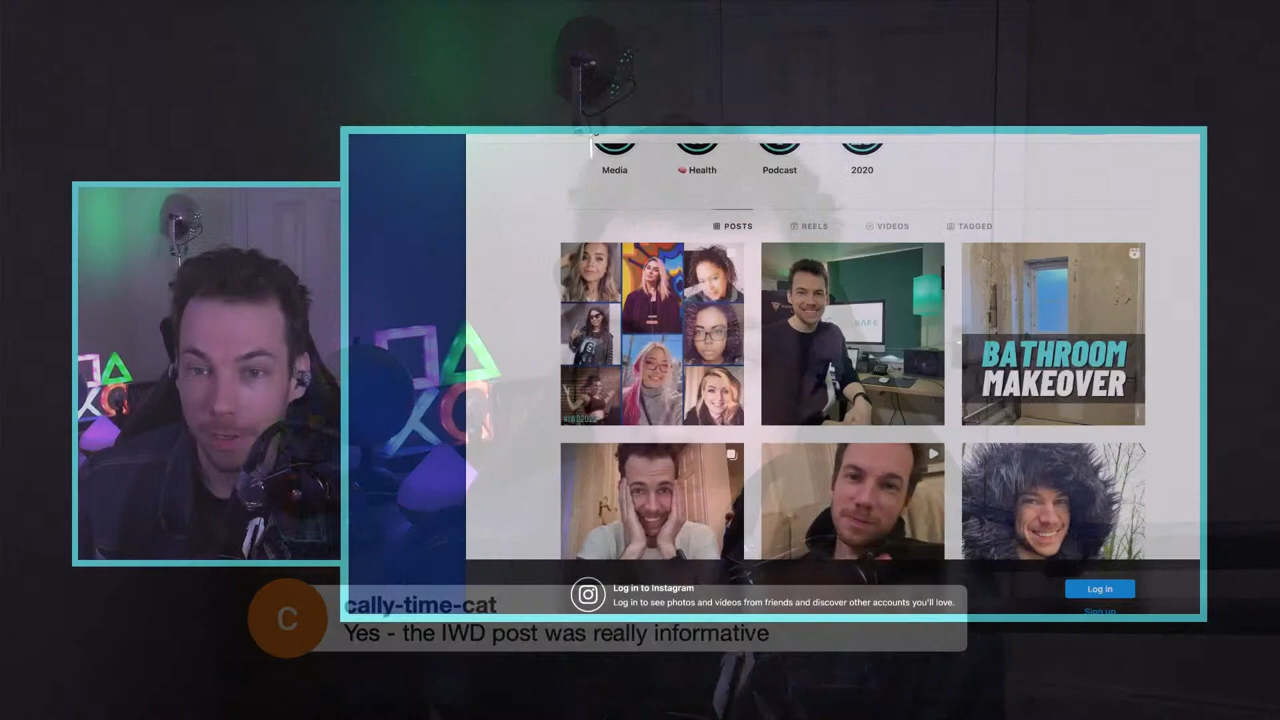 Media
Health
Podcast
2020
POSTS
REELS
VIDEOS
TAGGED
BATHROOM
MAKEOVER
Log in to Instagram
Log in to see photos and videos from friends and discover other accounts you'll love.
Log in
Sign up
C
cally-time-cat
Yes - the IWD post was really informative